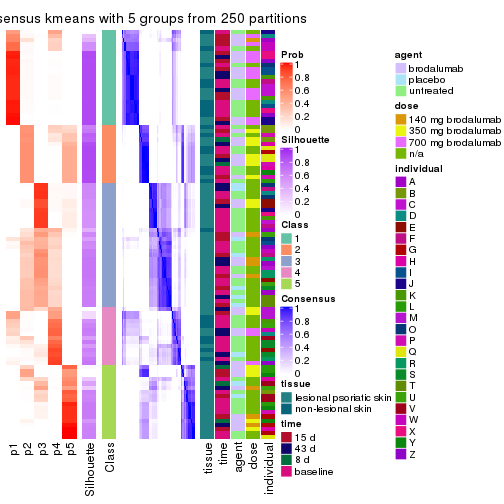 sensus kmeans with 5 groups from 250 partitions
Prob
1
0.8
0.6
0.4
0.2
0
Silhouette
1
0.8
0.6
0.4
0.2
0
Class
1
2
3
4
5
Consensus
1
0.8
0.6
0.4
0.2
0
tissue
lesional psoriatic skin
non-lesional skin
time
15 d
43 d
8 d
baseline
agent
brodalumab
placebo
untreated
dose
140 mg brodalumab
350 mg brodalumab
700 mg brodalumab
n/a
individual
A
B
C
D
E
F
G
H
I
J
K
L
M
O
P
Q
R
S
T
U
V
W
X
Y
Z
p1
p2
p3
p4
p5
Silhouette
Class
tissue
time
agent
dose
individual